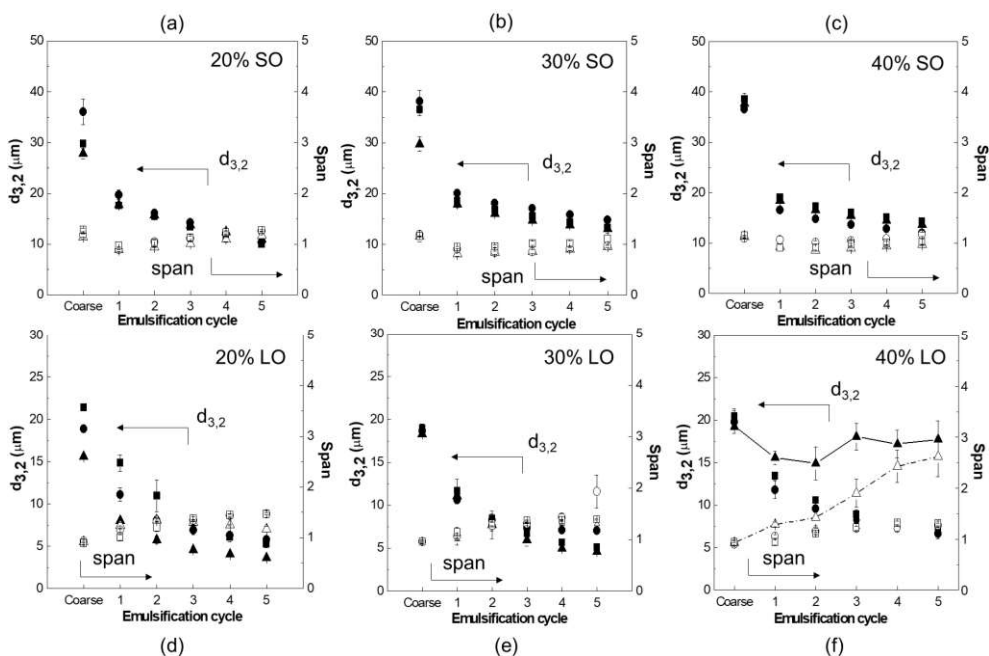 (a)
(b)
(c)
50
40
30
20
10
0
d3,2 (μm)
20% SO
d3,2
span
5
4
3
2
1
0
Span
Coarse 1 2 3 4 5
Emulsification cycle
50
40
30
20
10
0
d3,2 (μm)
30% SO
d3,2
span
5
4
3
2
1
0
Span
Coarse 1 2 3 4 5
Emulsification cycle
50
40
30
20
10
0
d3,2 (μm)
40% SO
d3,2
span
5
4
3
2
1
0
Span
Coarse 1 2 3 4 5
Emulsification cycle
30
25
20
15
10
5
0
d3,2 (μm)
20% LO
d3,2
span
5
4
3
2
1
0
Span
Coarse 1 2 3 4 5
Emulsification cycle
(d)
30
25
20
15
10
5
0
d3,2 (μm)
30% LO
d3,2
span
5
4
3
2
1
0
Span
Coarse 1 2 3 4 5
Emulsification cycle
(e)
30
25
20
15
10
5
0
d3,2 (μm)
40% LO
d3,2
span
5
4
3
2
1
0
Span
Coarse 1 2 3 4 5
Emulsification cycle
(f)